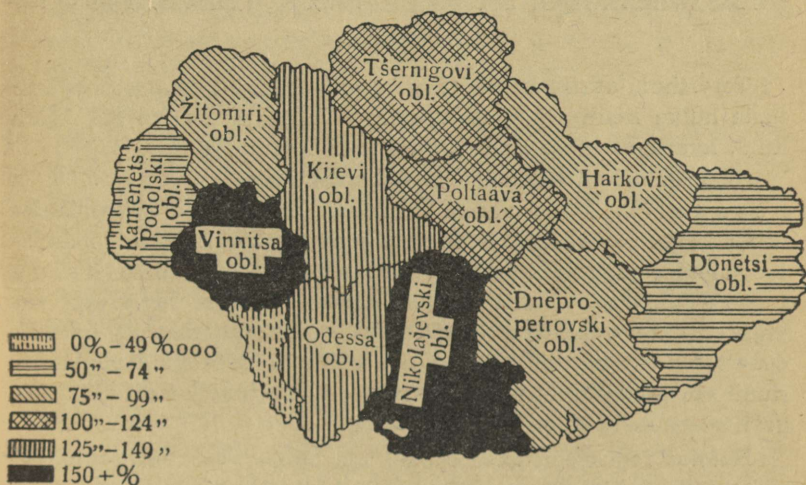 Tšernigovi
obl.
Žitomiri
obl.
Kamenets-
Podolski
obl.
Kiievi
obl.
Poltaava
obl.
Harkovi
obl.
Vinnitsa
obl.
Donetsi
obl.
Odessa
obl.
Nikolajevski
obl.
Dnepro-
petrovski
obl.
0%-49%000
50"-74"
75"-99"
100"-124"
125"-149"
150+%